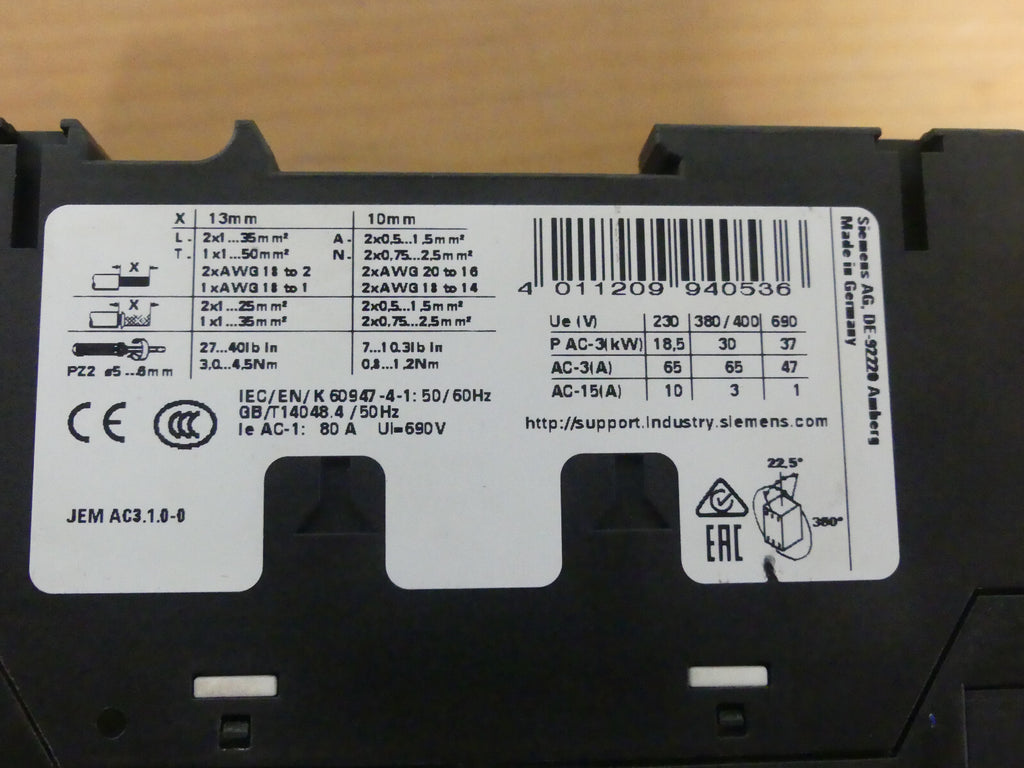 X 13mm 10mm
L - 2x1...35mm² A - 2x0,5...1,5mm²
T - 1x1...50mm² N - 2x0,75...2,5mm²
2xAWG 18 to 2 2xAWG 20 to 16
1xAWG 18 to 1 2xAWG 18 to 14
X
2x1...25mm² 2x0,5...1,5mm²
1x1...35mm² 2x0,75...2,5mm²
X
27...40lb in 7...10.3lb in
PZ2 ø5...6mm 3,0...4,5Nm 0,8...1,2Nm
CE CCC
IEC/EN/K 60947-4-1: 50/60Hz
GB/T14048.4 /50Hz
Ie AC-1: 80 A Ui=690V
JEM AC3.1.0-0
4 011209 940536
Ue (V) 230 380/400 690
P AC-3(kW) 18,5 30 37
AC-3(A) 65 65 47
AC-15(A) 10 3 1
http://support.industry.siemens.com
22.5°
360°
EAC
Siemens AG, DE-92220 Amberg
Made in Germany